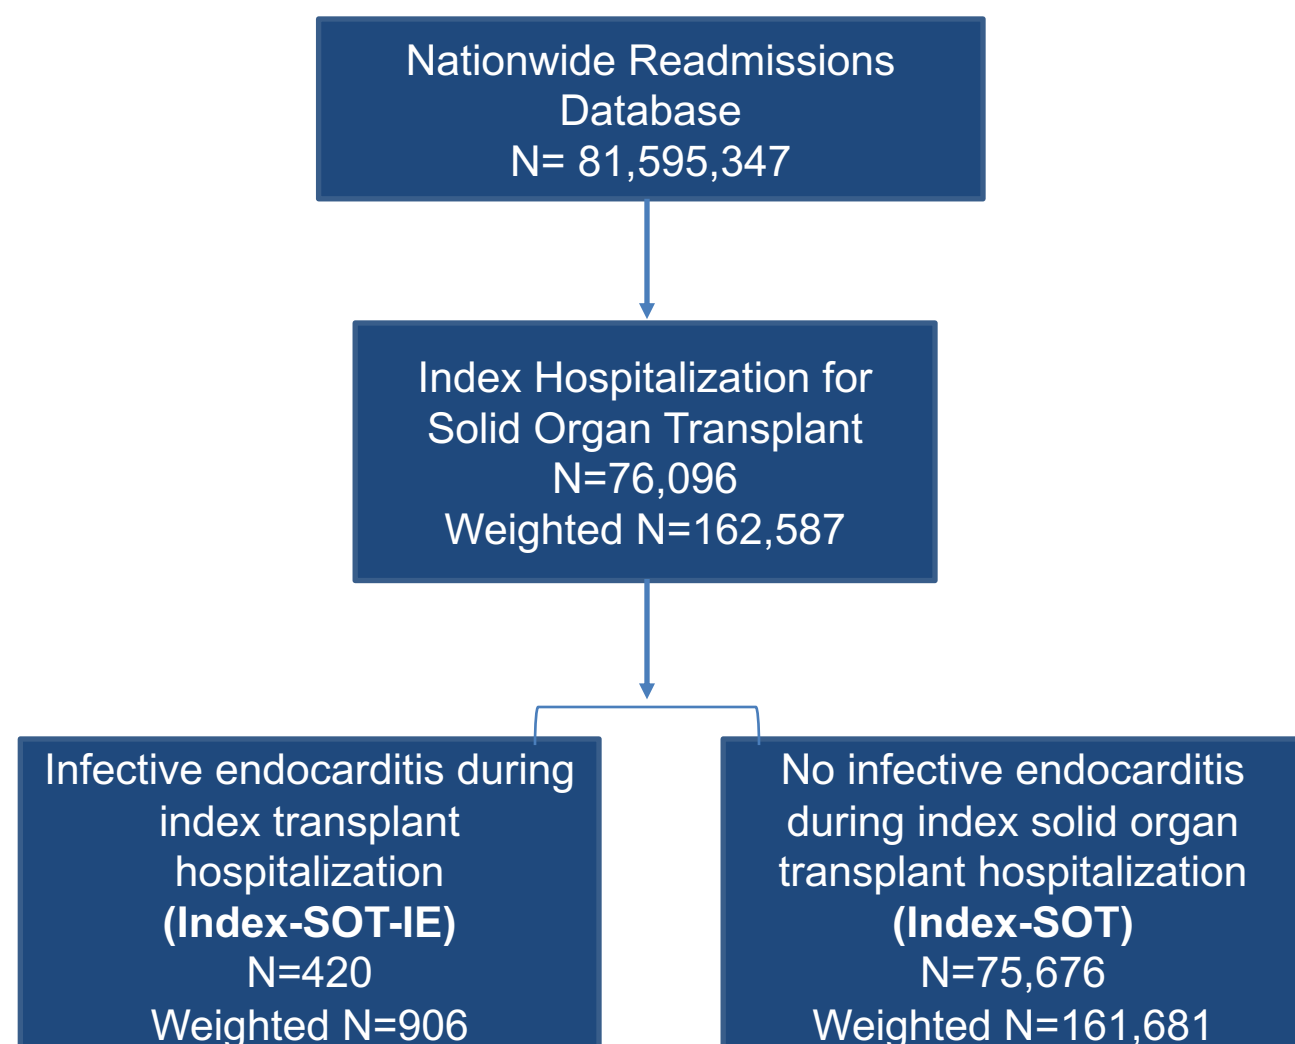 Nationwide Readmissions
Database
N= 81,595,347
Index Hospitalization for
Solid Organ Transplant
N=76,096
Weighted N=162,587
Infective endocarditis during
index transplant
hospitalization
(Index-SOT-IE)
N=420
Weighted N=906
No infective endocarditis
during index solid organ
transplant hospitalization
(Index-SOT)
N=75,676
Weighted N=161,681